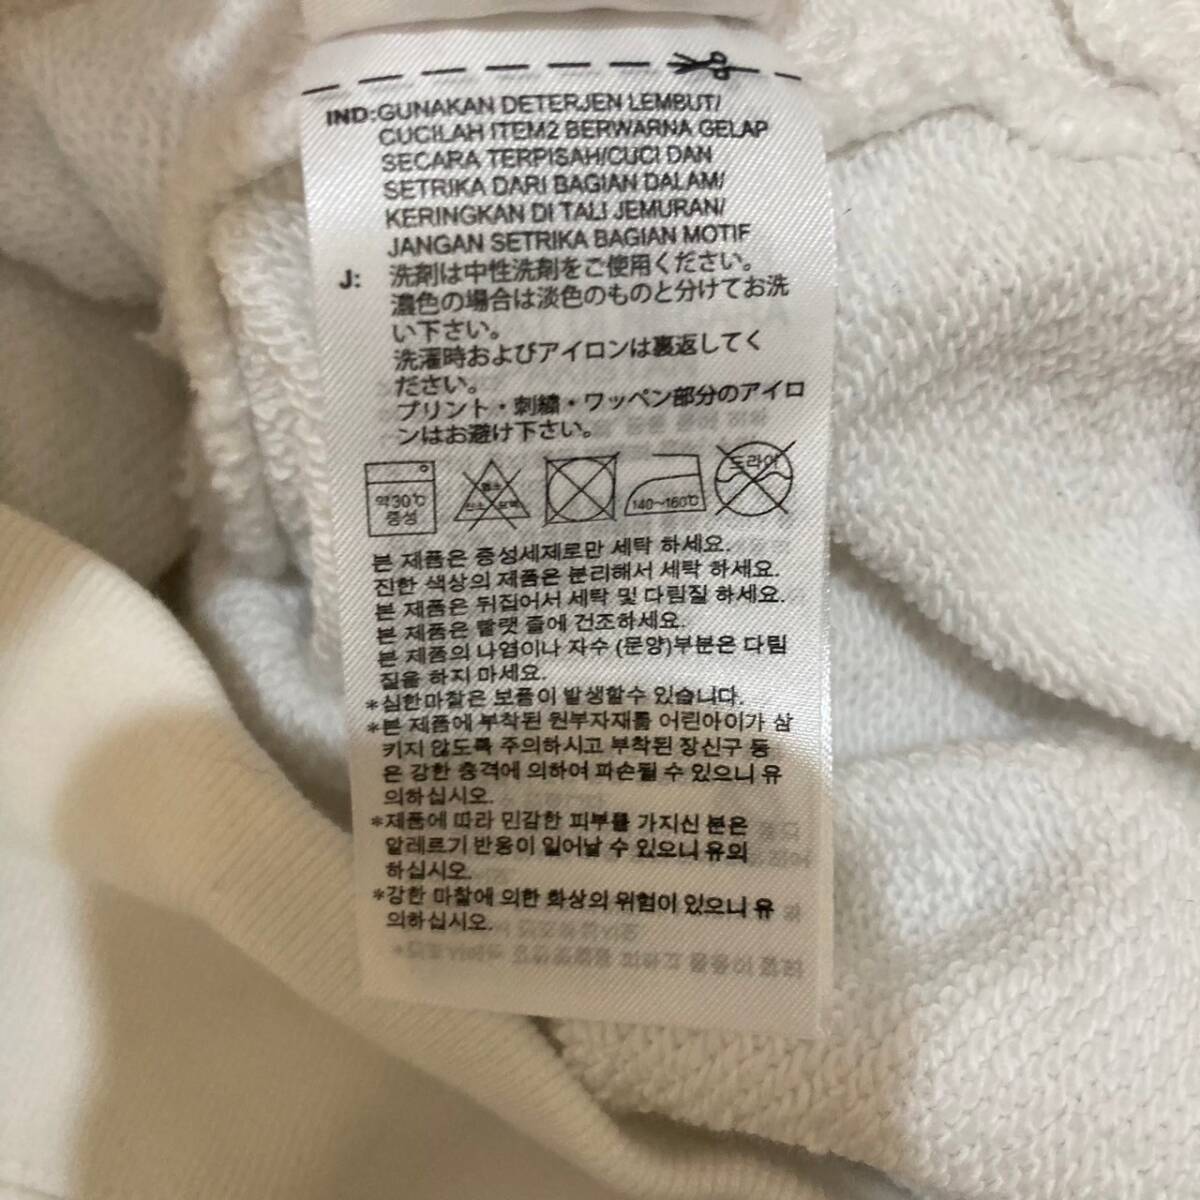 IND:GUNAKAN DETERJEN LEMBUT/
CUCILAH ITEM2 BERWARNA GELAP
SECARA TERPISAH/CUCI DAN
SETRIKA DARI BAGIAN DALAM/
KERINGKAN DI TALI JEMURAN/
JANGAN SETRIKA BAGIAN MOTIF
J: 洗剤は中性洗剤をご使用ください。
濃色の場合は淡色のものと分けてお洗
い下さい。
洗濯時およびアイロンは裏返してく
ださい。
プリント・刺繍・ワッペン部分のアイロ
ンはお避け下さい。
약30℃
중성
염소
산소 표백
140~160℃
드라이
본 제품은 중성세제로만 세탁 하세요.
진한 색상의 제품은 분리해서 세탁 하세요.
본 제품은 뒤집어서 세탁 및 다림질 하세요.
본 제품은 빨랫 줄에 건조하세요.
본 제품의 나염이나 자수 (문양)부분은 다림
질을 하지 마세요.
*심한마찰은 보풀이 발생할수 있습니다.
*본 제품에 부착된 원부자재를 어린아이가 삼
키지 않도록 주의하시고 부착된 장신구 등
은 강한 충격에 의하여 파손될 수 있으니 유
의하십시오.
*제품에 따라 민감한 피부를 가지신 분은
알레르기 반응이 일어날 수 있으니 유의
하십시오.
*강한 마찰에 의한 화상의 위험이 있으니 유
의하십시오.